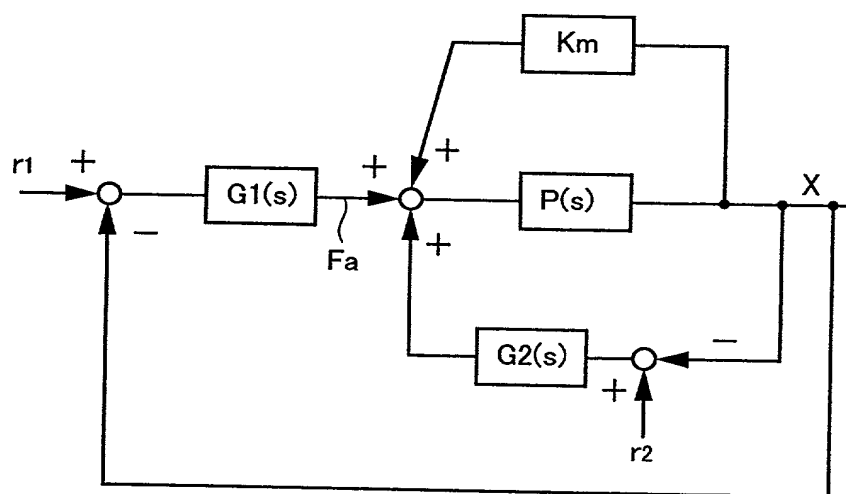 Km
r1
+
−
G1(s)
Fa
+
+
+
P(s)
X
G2(s)
−
+
r2